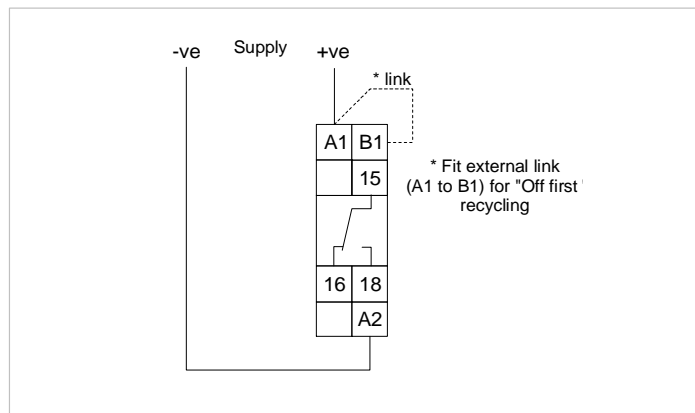 -ve Supply +ve
* link
A1 B1
15
* Fit external link
(A1 to B1) for "Off first"
recycling
16 18
A2